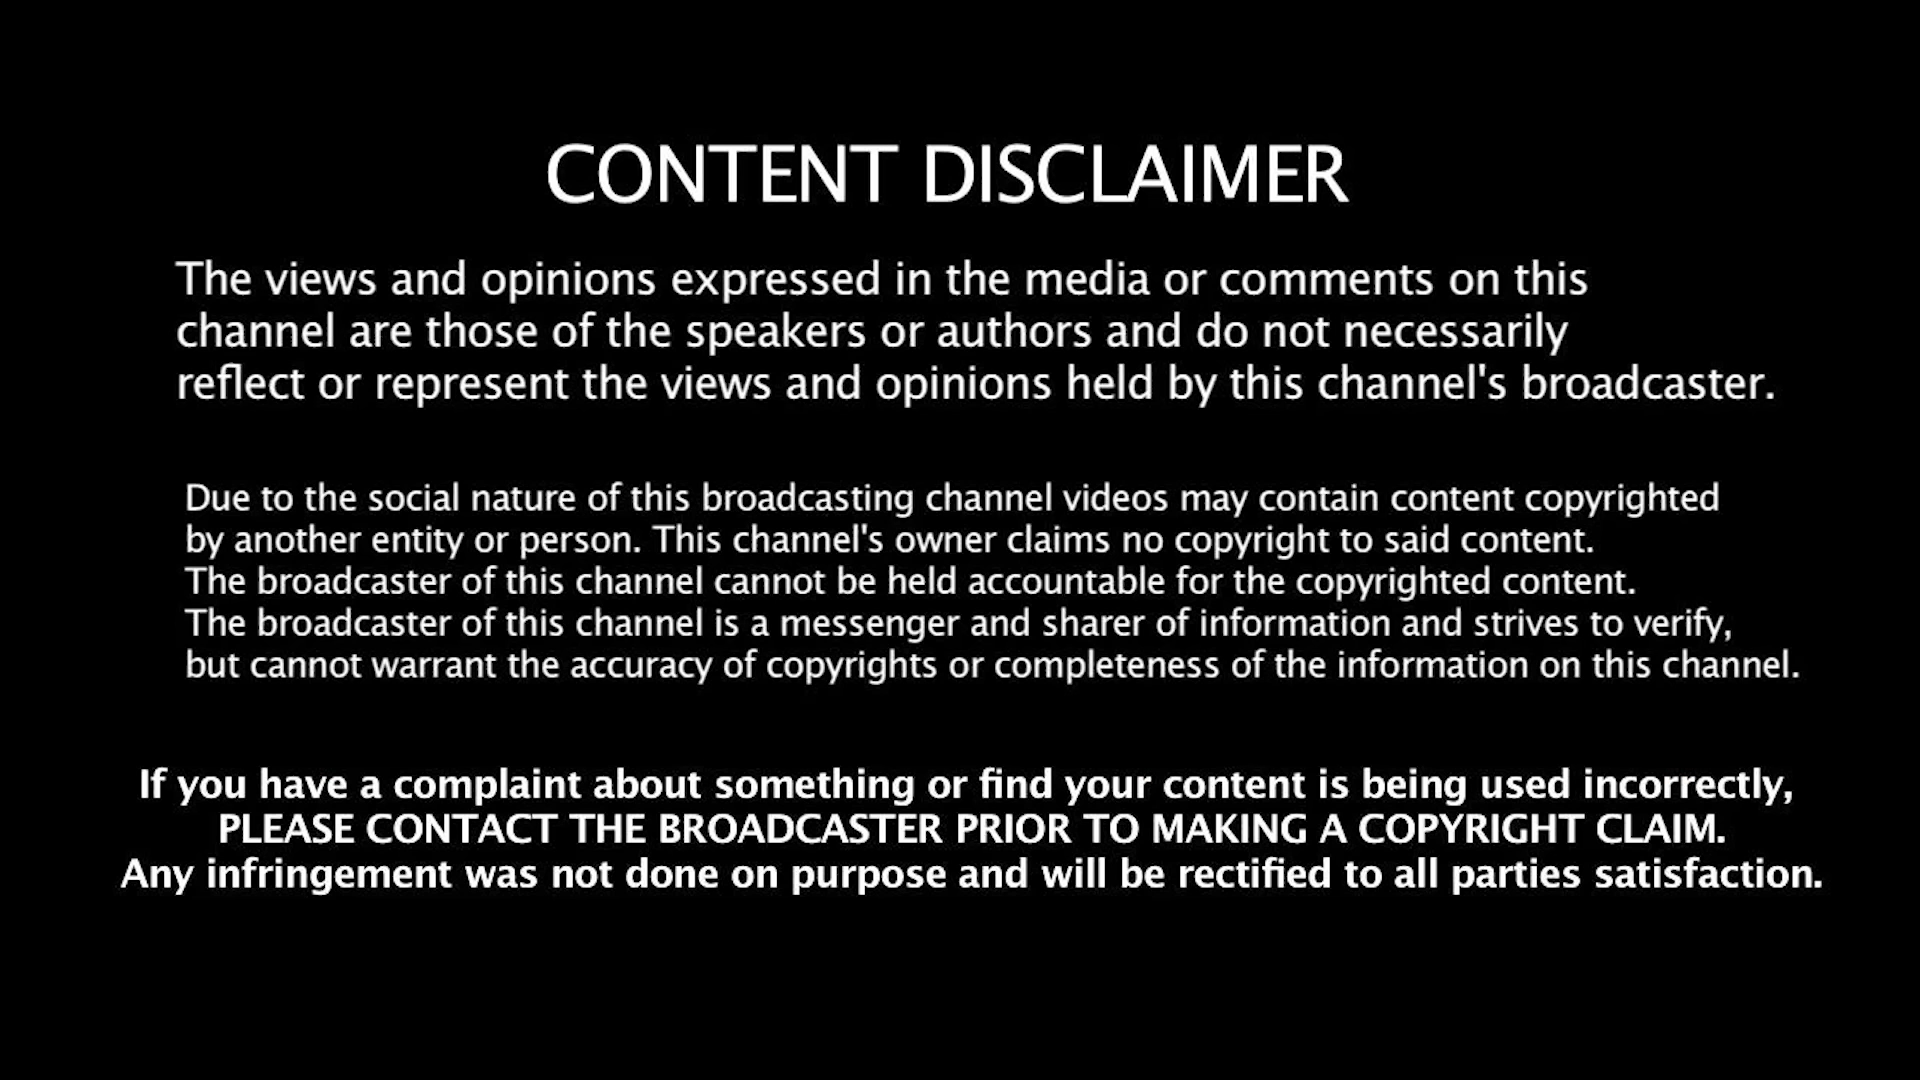 CONTENT DISCLAIMER
The views and opinions expressed in the media or comments on this
channel are those of the speakers or authors and do not necessarily
reflect or represent the views and opinions held by this channel's broadcaster.
Due to the social nature of this broadcasting channel videos may contain content copyrighted
by another entity or person. This channel's owner claims no copyright to said content.
The broadcaster of this channel cannot be held accountable for the copyrighted content.
The broadcaster of this channel is a messenger and sharer of information and strives to verify,
but cannot warrant the accuracy of copyrights or completeness of the information on this channel.
If you have a complaint about something or find your content is being used incorrectly,
PLEASE CONTACT THE BROADCASTER PRIOR TO MAKING A COPYRIGHT CLAIM.
Any infringement was not done on purpose and will be rectified to all parties satisfaction.